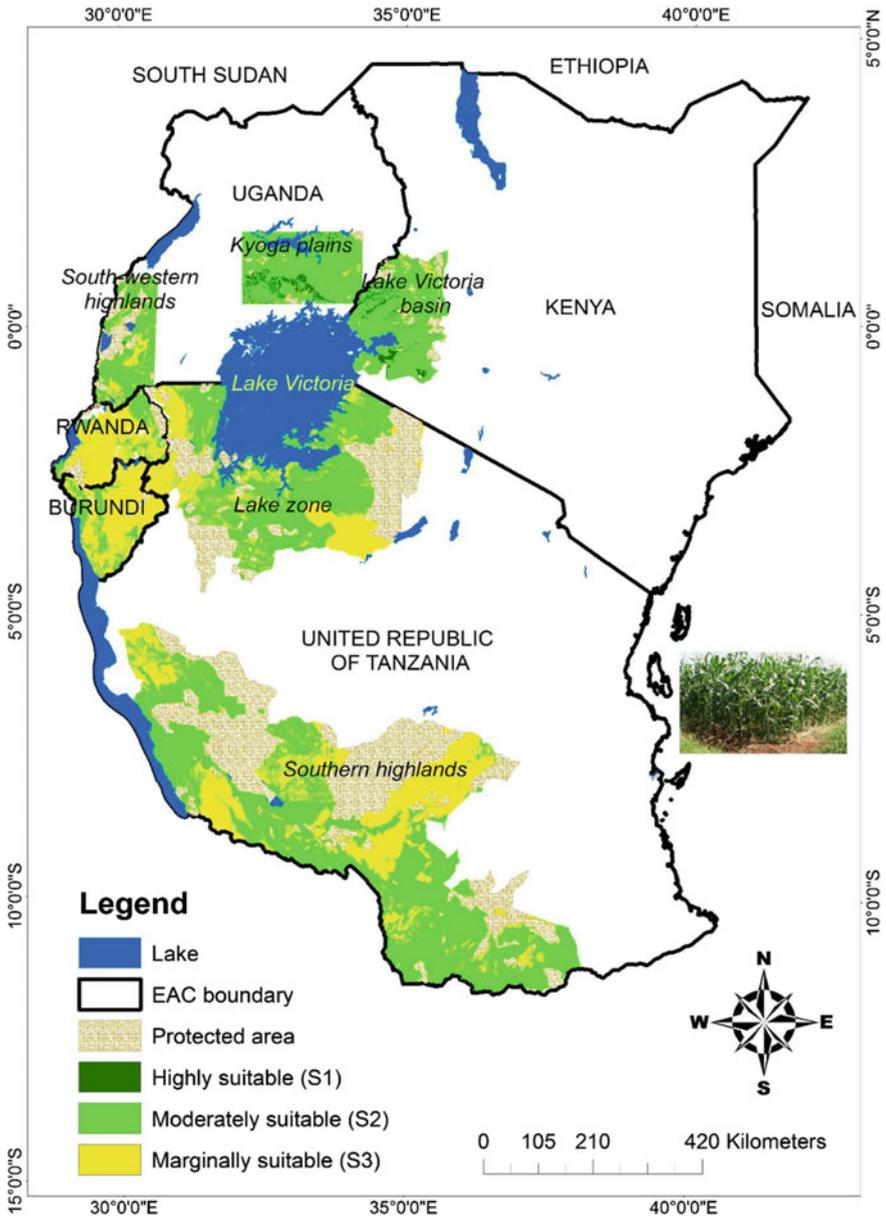 30°0'0"E
35°0'0"E
40°0'0"E
5°0'0"N
SOUTH SUDAN
ETHIOPIA
UGANDA
Kyoga plains
South-western
highlands
Lake Victoria
basin
KENYA
SOMALIA
0°0'0"
0°0'0"
Lake Victoria
RWANDA
BURUNDI
Lake zone
5°0'0"S
5°0'0"S
UNITED REPUBLIC
OF TANZANIA
Southern highlands
10°0'0"S
10°0'0"S
Legend
Lake
EAC boundary
Protected area
Highly suitable (S1)
Moderately suitable (S2)
Marginally suitable (S3)
N
W
E
S
0 105 210 420 Kilometers
15°0'0"S
30°0'0"E
35°0'0"E
40°0'0"E